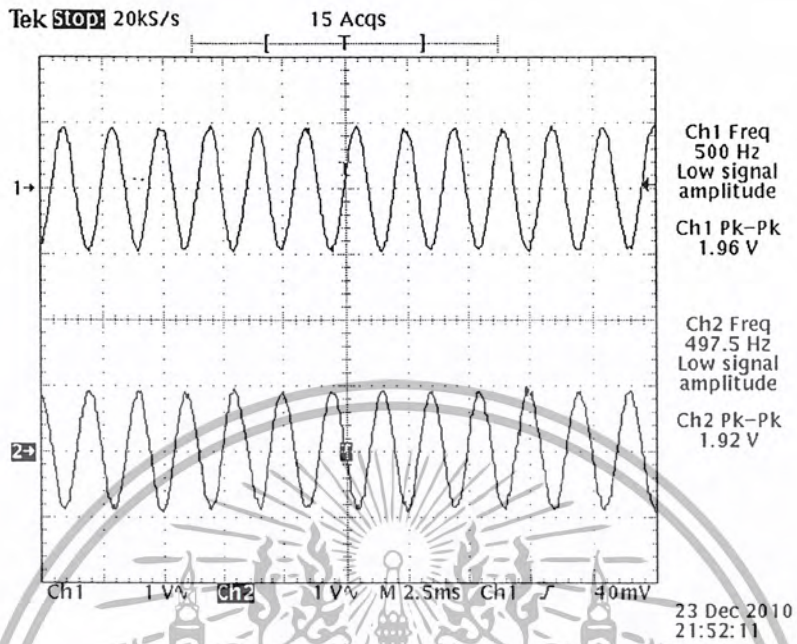 Tek Stop: 20kS/s 15 Acqs
Ch1 Freq
500 Hz
Low signal
amplitude
Ch1 Pk-Pk
1.96 V
Ch2 Freq
497.5 Hz
Low signal
amplitude
Ch2 Pk-Pk
1.92 V
1→
2→
T
Ch1 1 V∿ Ch2 1 V∿ M 2.5ms Ch1 ƒ 40mV
23 Dec 2010
21:52:11